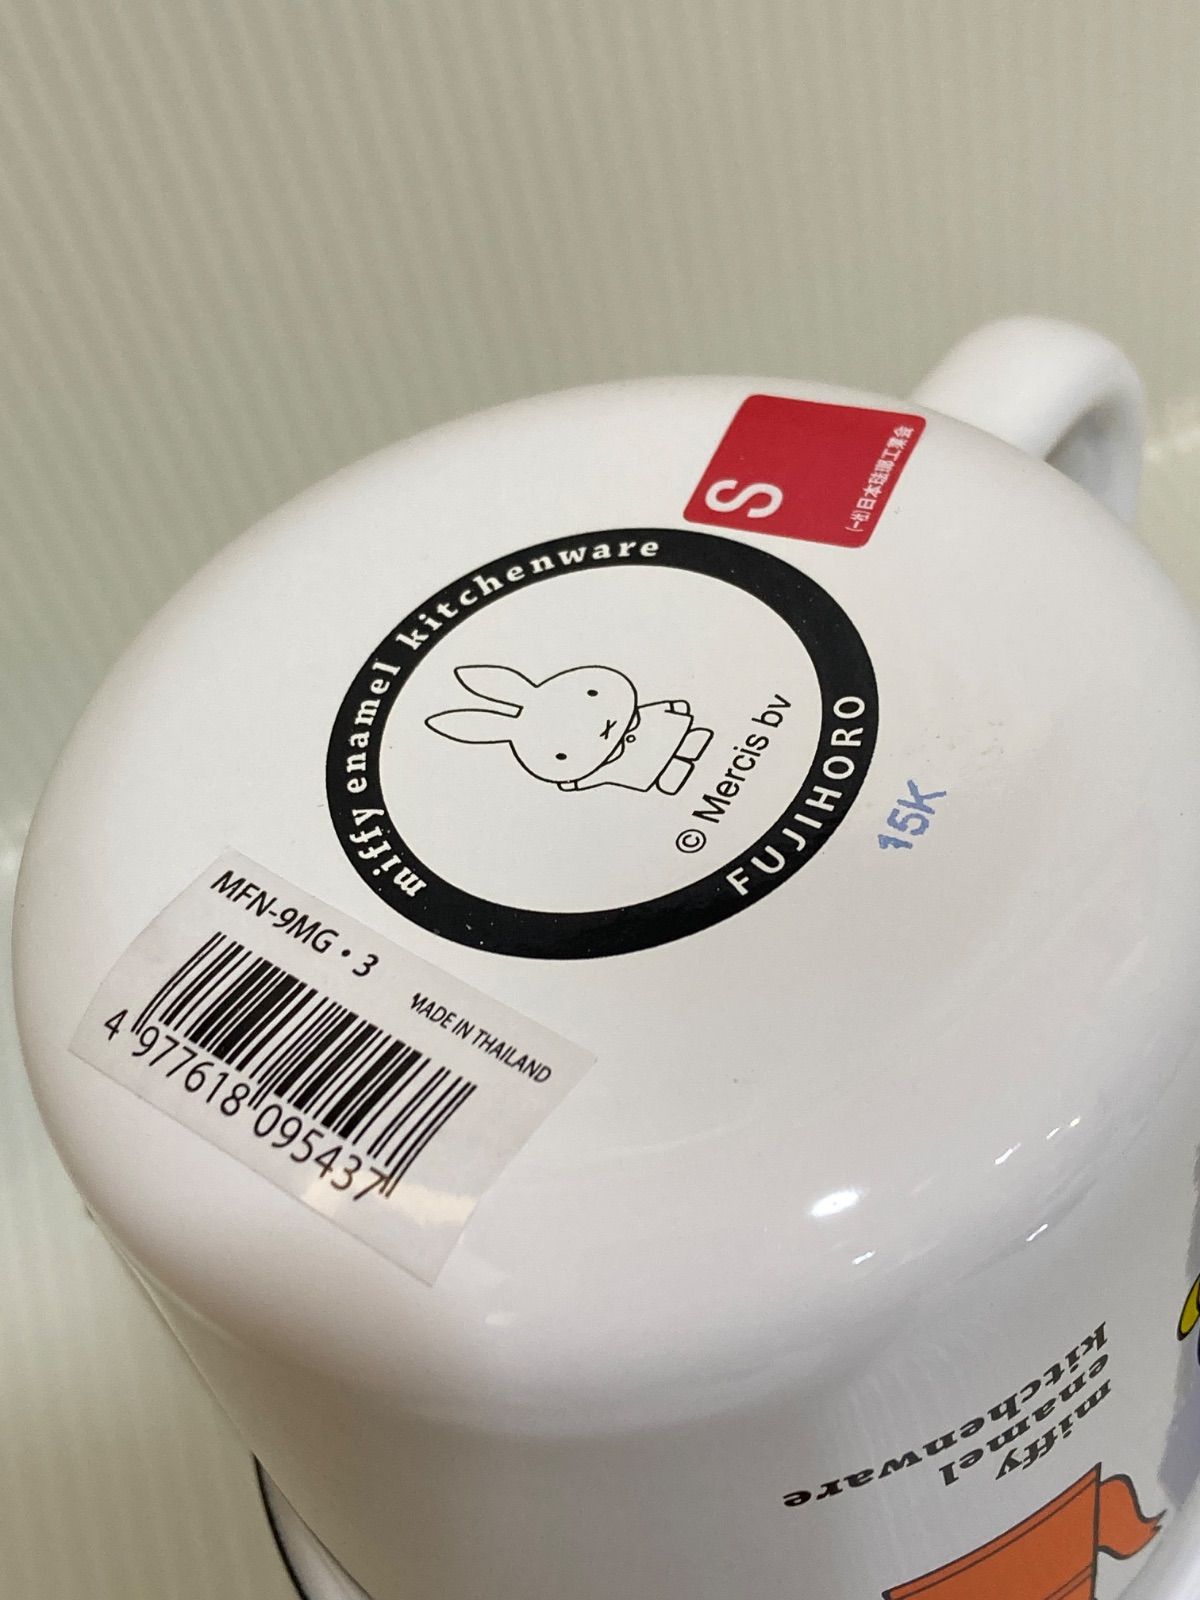 S
(一社)日本琺瑯工業会
miffy enamel kitchenware
© Mercis bv
FUJIHORO
15K
MFN-9MG・3
MADE IN THAILAND
4 977618 095437
miffy
enamel
kitchenware